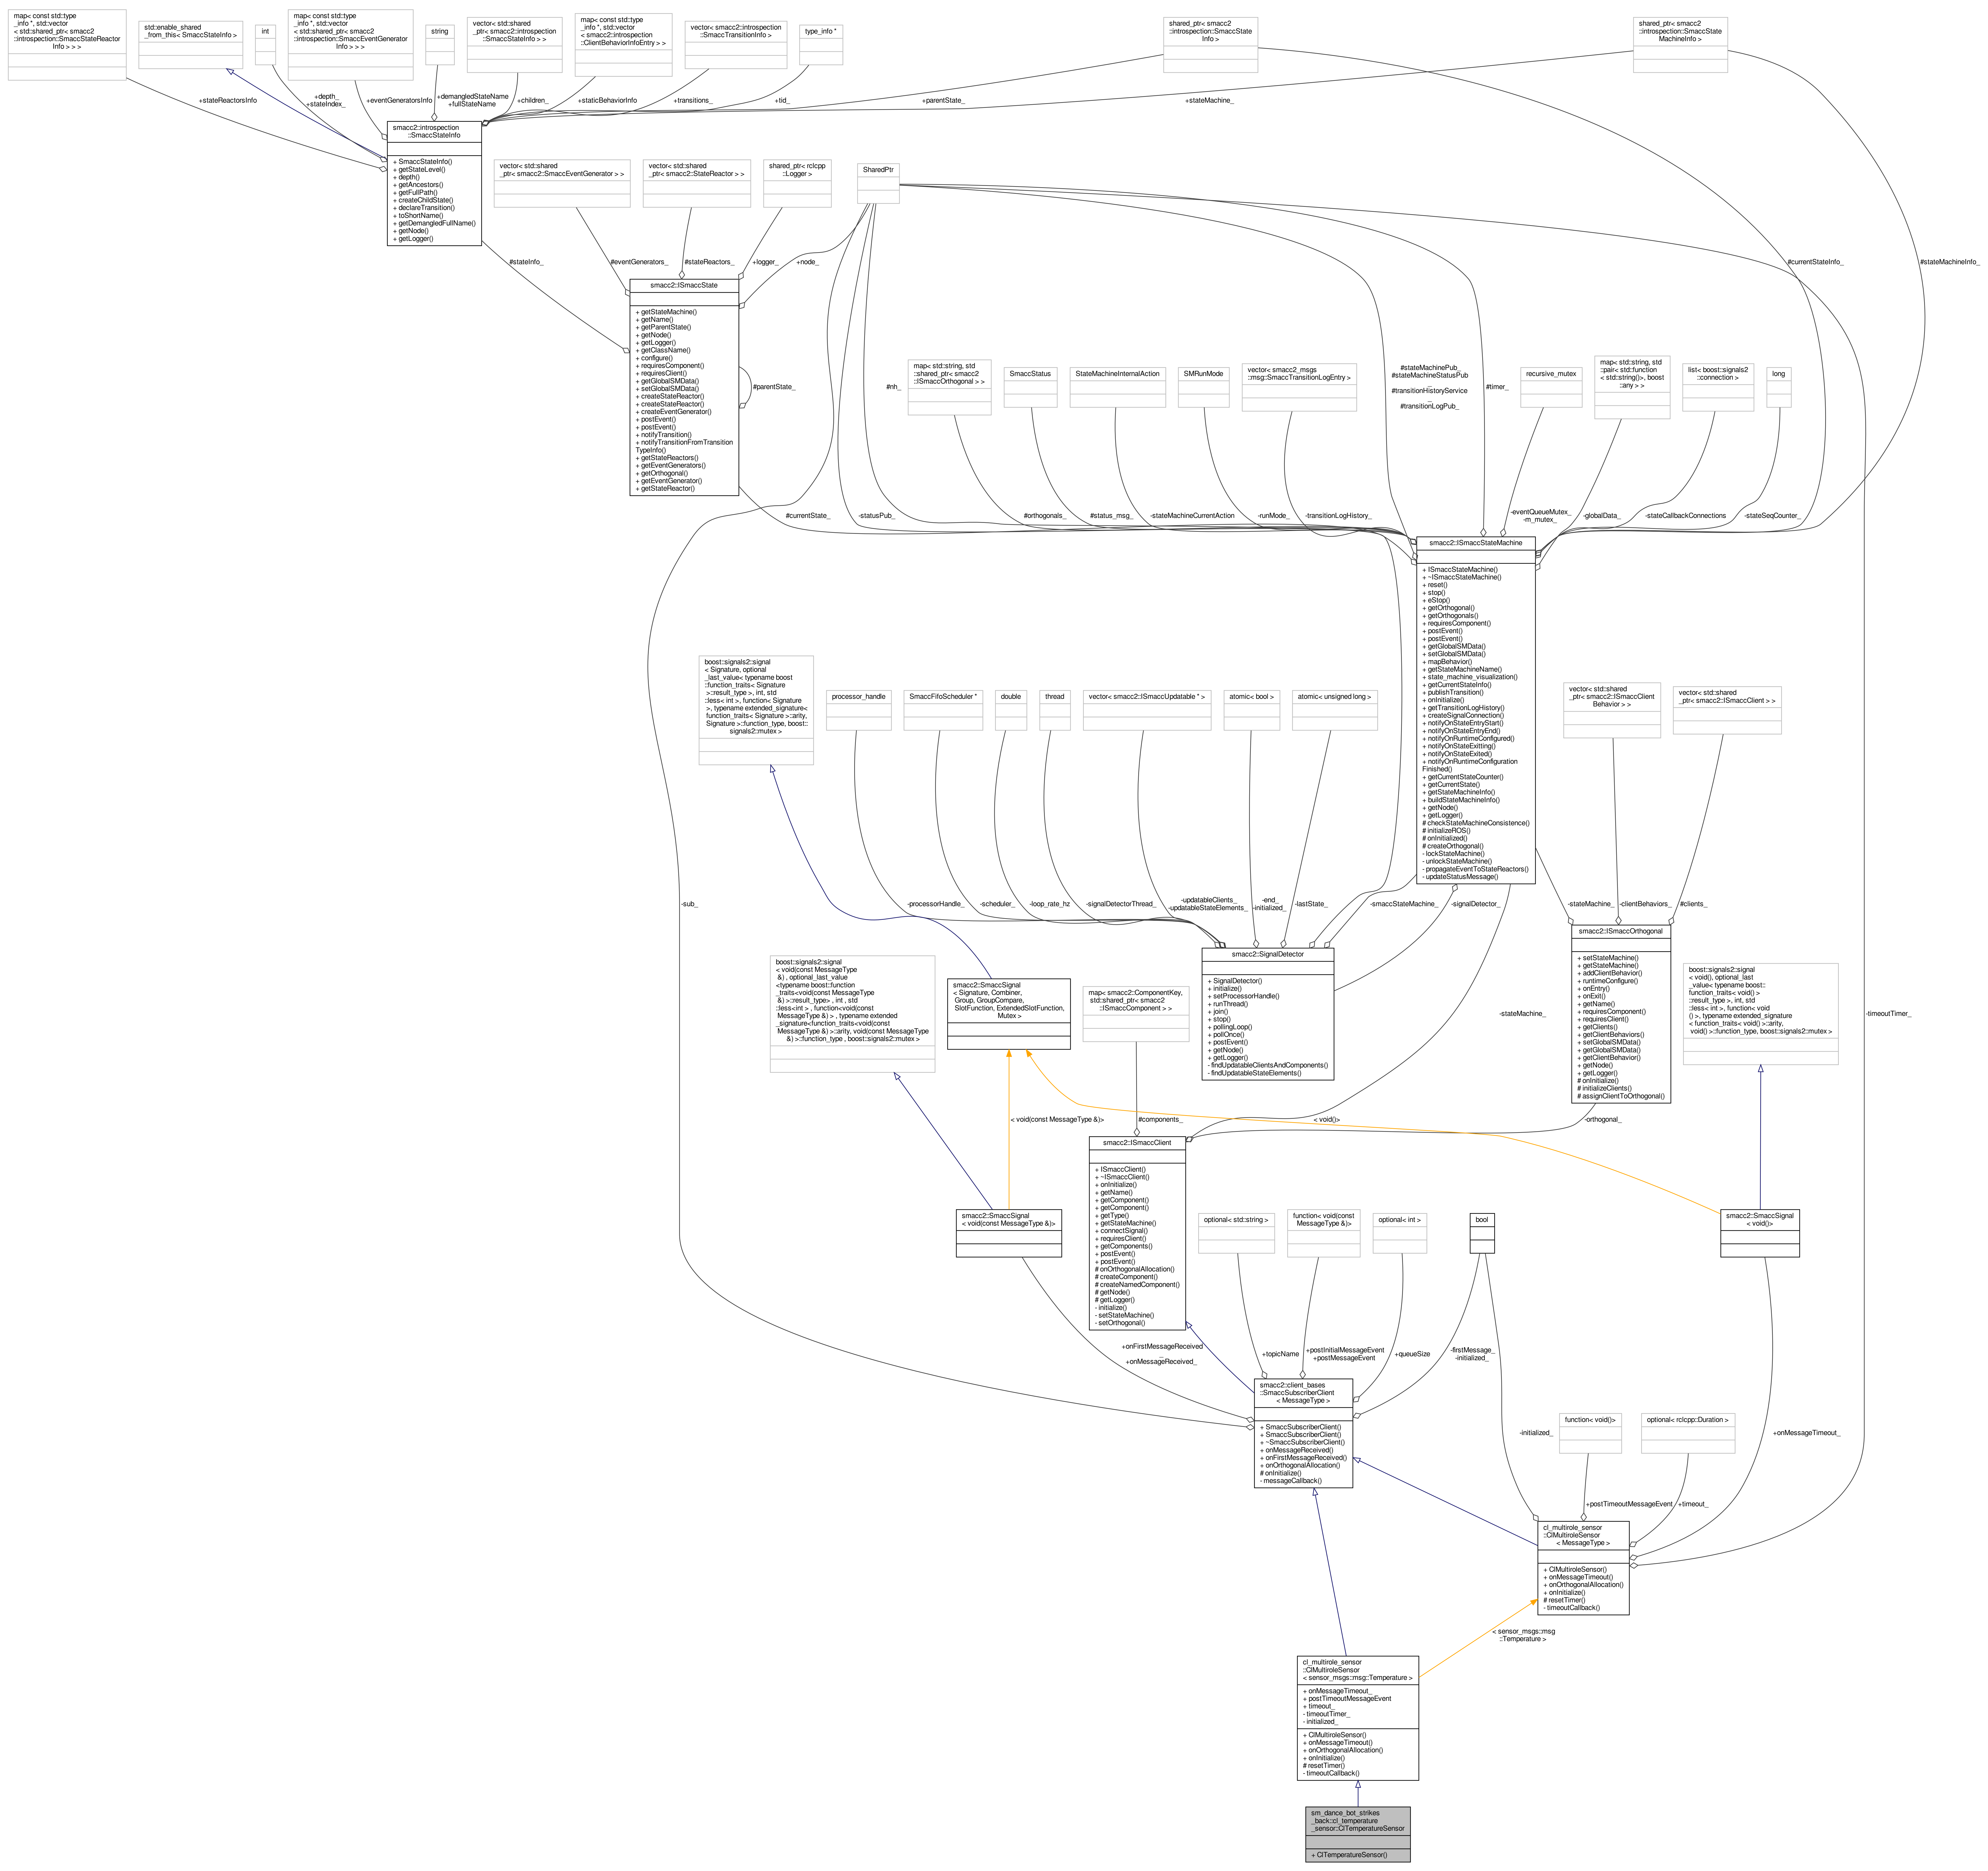 map< const std::type
_info *, std::vector
< std::shared_ptr< smacc2
::introspection::SmaccStateReactor
Info > > >
std::enable_shared
_from_this< SmaccStateInfo >
int
map< const std::type
_info *, std::vector
< std::shared_ptr< smacc2
::introspection::SmaccEventGenerator
Info > > >
string
vector< std::shared
_ptr< smacc2::introspection
::SmaccStateInfo > >
map< const std::type
_info *, std::vector
< smacc2::introspection
::ClientBehaviorInfoEntry > >
vector< smacc2::introspection
::SmaccTransitionInfo >
type_info *
shared_ptr< smacc2
::introspection::SmaccState
Info >
shared_ptr< smacc2
::introspection::SmaccState
MachineInfo >
+stateReactorsInfo
+depth_
+stateIndex_
+eventGeneratorsInfo
+demangledStateName
+fullStateName
+children_
+staticBehaviorInfo
+transitions_
+tid_
+parentState_
+stateMachine_
smacc2::introspection
::SmaccStateInfo
+ SmaccStateInfo()
+ getStateLevel()
+ depth()
+ getAncestors()
+ getFullPath()
+ createChildState()
+ declareTransition()
+ toShortName()
+ getDemangledFullName()
+ getNode()
+ getLogger()
vector< std::shared
_ptr< smacc2::SmaccEventGenerator > >
vector< std::shared
_ptr< smacc2::StateReactor > >
shared_ptr< rclcpp
::Logger >
SharedPtr
#stateInfo_
#eventGenerators_
#stateReactors_
+logger_
+node_
#currentStateInfo_
#stateMachineInfo_
smacc2::ISmaccState
+ getStateMachine()
+ getName()
+ getParentState()
+ getNode()
+ getLogger()
+ getClassName()
+ configure()
+ requiresComponent()
+ requiresClient()
+ getGlobalSMData()
+ setGlobalSMData()
+ createStateReactor()
+ createStateReactor()
+ createEventGenerator()
+ postEvent()
+ postEvent()
+ notifyTransition()
+ notifyTransitionFromTransition
TypeInfo()
+ getStateReactors()
+ getEventGenerators()
+ getOrthogonal()
+ getEventGenerator()
+ getStateReactor()
#parentState_
#nh_
map< std::string, std
::shared_ptr< smacc2
::ISmaccOrthogonal > >
SmaccStatus
StateMachineInternalAction
SMRunMode
vector< smacc2_msgs
::msg::SmaccTransitionLogEntry >
#stateMachinePub_
#stateMachineStatusPub
_
#transitionHistoryService
_
#transitionLogPub_
#timer_
recursive_mutex
map< std::string, std
::pair< std::function
< std::string()>, boost
::any > >
list< boost::signals2
::connection >
long
#currentState_
-statusPub_
#orthogonals_
#status_msg_
-stateMachineCurrentAction
-runMode_
-transitionLogHistory_
-eventQueueMutex_
-m_mutex_
-globalData_
-stateCallbackConnections
-stateSeqCounter_
smacc2::ISmaccStateMachine
+ ISmaccStateMachine()
+ ~ISmaccStateMachine()
+ reset()
+ stop()
+ eStop()
+ getOrthogonal()
+ getOrthogonals()
+ requiresComponent()
+ postEvent()
+ postEvent()
+ getGlobalSMData()
+ setGlobalSMData()
+ mapBehavior()
+ getStateMachineName()
+ state_machine_visualization()
+ getCurrentStateInfo()
+ publishTransition()
+ onInitialize()
+ getTransitionLogHistory()
+ createSignalConnection()
+ notifyOnStateEntryStart()
+ notifyOnStateEntryEnd()
+ notifyOnRuntimeConfigured()
+ notifyOnStateExitting()
+ notifyOnStateExited()
+ notifyOnRuntimeConfiguration
Finished()
+ getCurrentStateCounter()
+ getCurrentState()
+ getStateMachineInfo()
+ buildStateMachineInfo()
+ getNode()
+ getLogger()
# checkStateMachineConsistence()
# initializeROS()
# onInitialized()
# createOrthogonal()
- lockStateMachine()
- unlockStateMachine()
- propagateEventToStateReactors()
- updateStatusMessage()
boost::signals2::signal
< Signature, optional
_last_value< typename boost
::function_traits< Signature
>::result_type >, int, std
::less< int >, function< Signature
>, typename extended_signature<
function_traits< Signature >::arity,
Signature >::function_type, boost::
signals2::mutex >
processor_handle
SmaccFifoScheduler *
double
thread
vector< smacc2::ISmaccUpdatable * >
atomic< bool >
atomic< unsigned long >
vector< std::shared
_ptr< smacc2::ISmaccClient
Behavior > >
vector< std::shared
_ptr< smacc2::ISmaccClient > >
-sub_
-processorHandle_
-scheduler_
-loop_rate_hz
-signalDetectorThread_
-updatableClients_
-updatableStateElements_
-end_
-initialized_
-lastState_
-smaccStateMachine_
-signalDetector_
-stateMachine_
-clientBehaviors_
#clients_
smacc2::SignalDetector
+ SignalDetector()
+ initialize()
+ setProcessorHandle()
+ runThread()
+ join()
+ stop()
+ pollingLoop()
+ pollOnce()
+ postEvent()
+ getNode()
+ getLogger()
- findUpdatableClientsAndComponents()
- findUpdatableStateElements()
smacc2::ISmaccOrthogonal
+ setStateMachine()
+ getStateMachine()
+ addClientBehavior()
+ runtimeConfigure()
+ onEntry()
+ onExit()
+ getName()
+ requiresComponent()
+ requiresClient()
+ getClients()
+ getClientBehaviors()
+ setGlobalSMData()
+ getGlobalSMData()
+ getClientBehavior()
+ getNode()
+ getLogger()
# onInitialize()
# initializeClients()
# assignClientToOrthogonal()
boost::signals2::signal
< void(const MessageType
&) , optional_last_value
<typename boost::function
_traits<void(const MessageType
&) >::result_type> , int , std
::less<int > , function<void(const
MessageType &) > , typename extended
_signature<function_traits<void(const
MessageType &) >::arity, void(const MessageType
&) >::function_type , boost::signals2::mutex >
smacc2::SmaccSignal
< Signature, Combiner,
Group, GroupCompare,
SlotFunction, ExtendedSlotFunction,
Mutex >
map< smacc2::ComponentKey,
std::shared_ptr< smacc2
::ISmaccComponent > >
boost::signals2::signal
< void(), optional_last
_value< typename boost::
function_traits< void() >
::result_type >, int, std
::less< int >, function< void
() >, typename extended_signature
< function_traits< void() >::arity,
void() >::function_type, boost::signals2::mutex >
-stateMachine_
-timeoutTimer_
< void(const MessageType &)>
#components_
< void()>
-orthogonal_
smacc2::ISmaccClient
+ ISmaccClient()
+ ~ISmaccClient()
+ onInitialize()
+ getName()
+ getComponent()
+ getComponent()
+ getType()
+ getStateMachine()
+ connectSignal()
+ requiresClient()
+ getComponents()
+ postEvent()
+ postEvent()
# onOrthogonalAllocation()
# createComponent()
# createNamedComponent()
# getNode()
# getLogger()
- initialize()
- setStateMachine()
- setOrthogonal()
smacc2::SmaccSignal
< void(const MessageType &)>
optional< std::string >
function< void(const
MessageType &)>
optional< int >
bool
smacc2::SmaccSignal
< void()>
+onFirstMessageReceived
_
+onMessageReceived_
+topicName
+postInitialMessageEvent
+postMessageEvent
+queueSize
-firstMessage_
-initialized_
smacc2::client_bases
::SmaccSubscriberClient
< MessageType >
+ SmaccSubscriberClient()
+ SmaccSubscriberClient()
+ ~SmaccSubscriberClient()
+ onMessageReceived()
+ onFirstMessageReceived()
+ onOrthogonalAllocation()
# onInitialize()
- messageCallback()
function< void()>
optional< rclcpp::Duration >
-initialized_
+onMessageTimeout_
+postTimeoutMessageEvent
+timeout_
cl_multirole_sensor
::ClMultiroleSensor
< MessageType >
+ ClMultiroleSensor()
+ onMessageTimeout()
+ onOrthogonalAllocation()
+ onInitialize()
# resetTimer()
- timeoutCallback()
< sensor_msgs::msg
::Temperature >
cl_multirole_sensor
::ClMultiroleSensor
< sensor_msgs::msg::Temperature >
+ onMessageTimeout_
+ postTimeoutMessageEvent
+ timeout_
- timeoutTimer_
- initialized_
+ ClMultiroleSensor()
+ onMessageTimeout()
+ onOrthogonalAllocation()
+ onInitialize()
# resetTimer()
- timeoutCallback()
sm_dance_bot_strikes
_back::cl_temperature
_sensor::ClTemperatureSensor
+ ClTemperatureSensor()